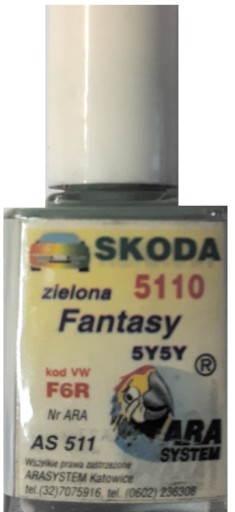 SKODA
zielona 5110
Fantasy
5Y5Y
kod VW
F6R
Nr ARA
AS 511
®
ARA
SYSTEM
Wszelkie prawa zastrzeżone
ARASYSTEM Katowice
tel.(32)7075916, tel. (0602) 236308